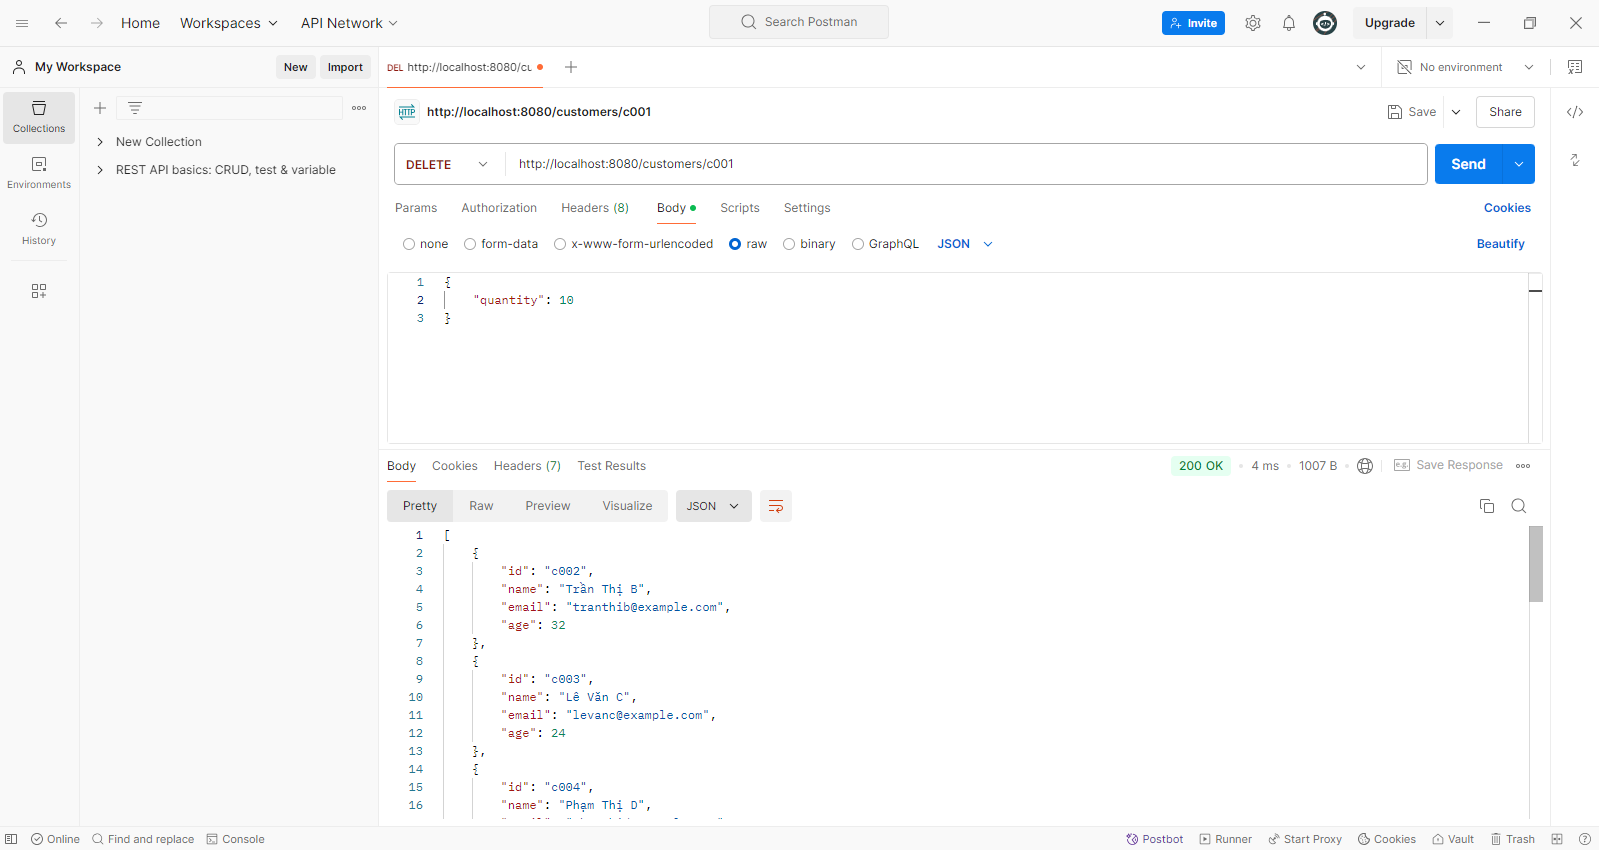 Home Workspaces API Network Search Postman Invite Upgrade
My Workspace New Import DEL http://localhost:8080/cu No environment
http://localhost:8080/customers/c001 Save Share
Collections
New Collection
REST API basics: CRUD, test & variable
Environments
History
DELETE http://localhost:8080/customers/c001 Send
Params Authorization Headers (8) Body Scripts Settings Cookies
none form-data x-www-form-urlencoded raw binary GraphQL JSON Beautify
1 {
2 "quantity": 10
3 }
Body Cookies Headers (7) Test Results 200 OK 4 ms 1007 B e.g. Save Response
Pretty Raw Preview Visualize JSON
1 [
2 {
3 "id": "c002",
4 "name": "Trần Thị B",
5 "email": "tranthib@example.com",
6 "age": 32
7 },
8 {
9 "id": "c003",
10 "name": "Lê Văn C",
11 "email": "levanc@example.com",
12 "age": 24
13 },
14 {
15 "id": "c004",
16 "name": "Phạm Thị D",
Online Find and replace Console Postbot Runner Start Proxy Cookies Vault Trash